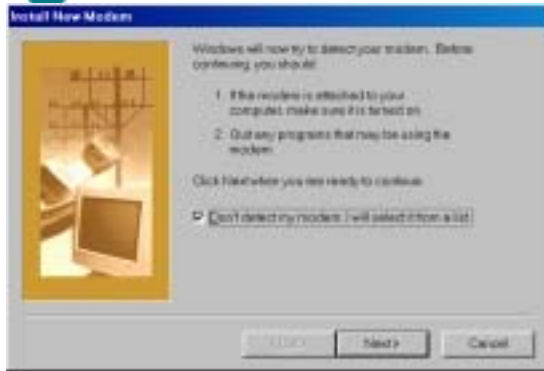 Install New Modem
Windows will now try to detect your modem. Before
continuing, you should:
1. If the modem is attached to your
computer, make sure it is turned on.
2. Quit any programs that may be using the
modem.
Click Next when you are ready to continue.
Don't detect my modem; I will select it from a list.
< Back
Next >
Cancel